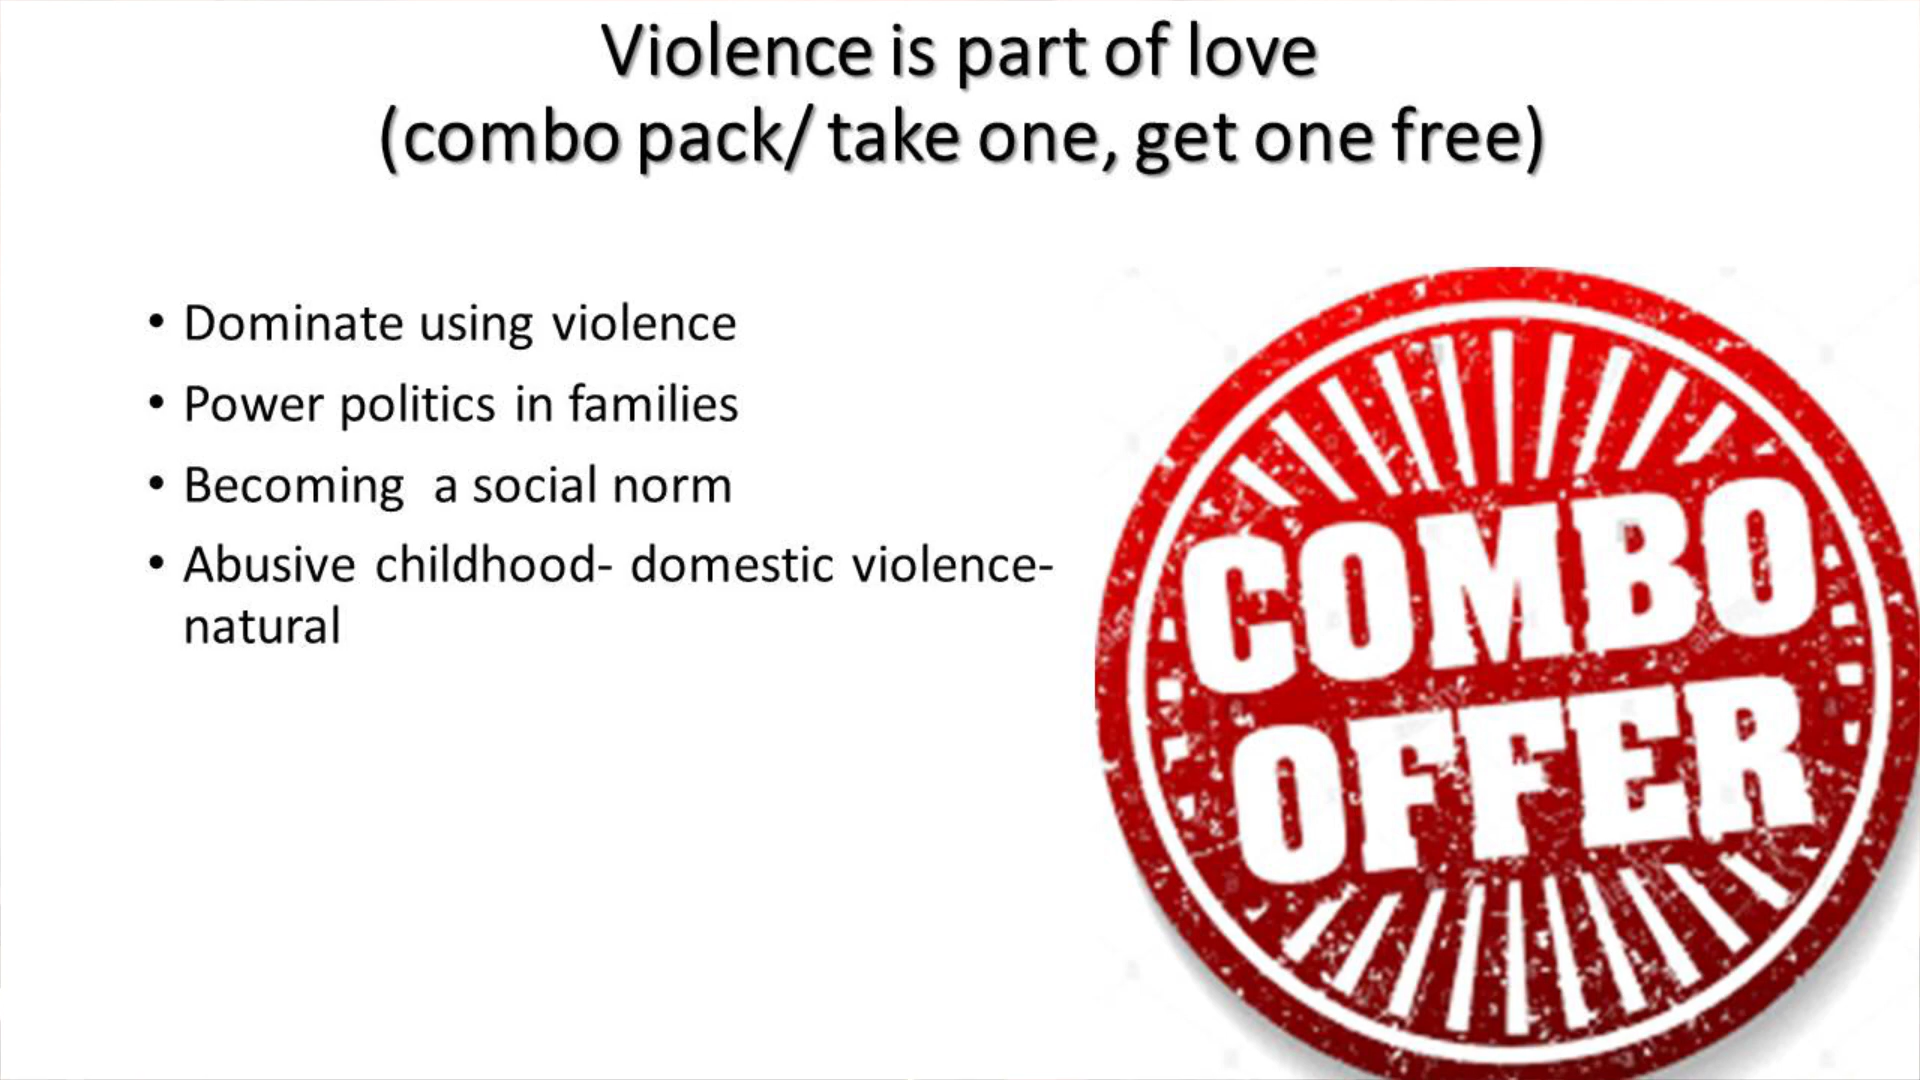 Violence is part of love
(combo pack/ take one, get one free)
• Dominate using violence
• Power politics in families
• Becoming  a social norm
• Abusive childhood- domestic violence-
natural
COMBO
OFFER